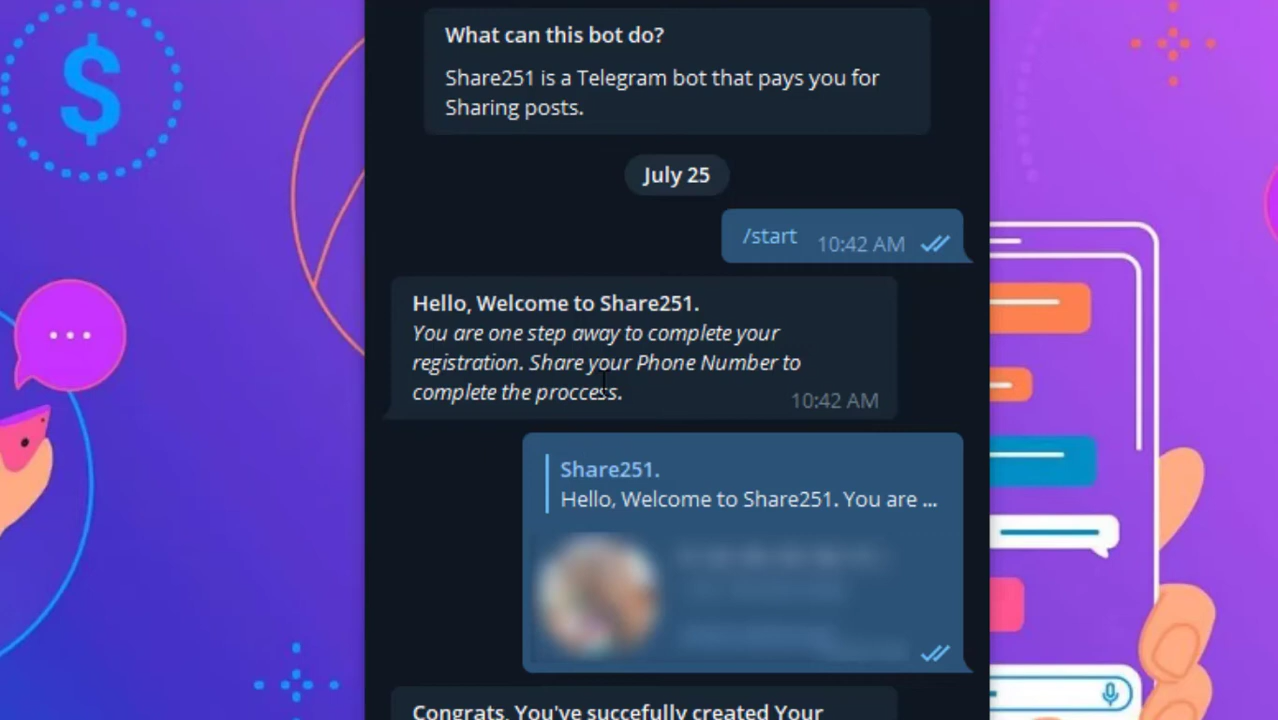 What can this bot do?
Share251 is a Telegram bot that pays you for
Sharing posts.
July 25
/start 10:42 AM
Hello, Welcome to Share251.
You are one step away to complete your
registration. Share your Phone Number to
complete the proccess.
10:42 AM
Share251.
Hello, Welcome to Share251. You are ...
Congrats, You've succefully created Your